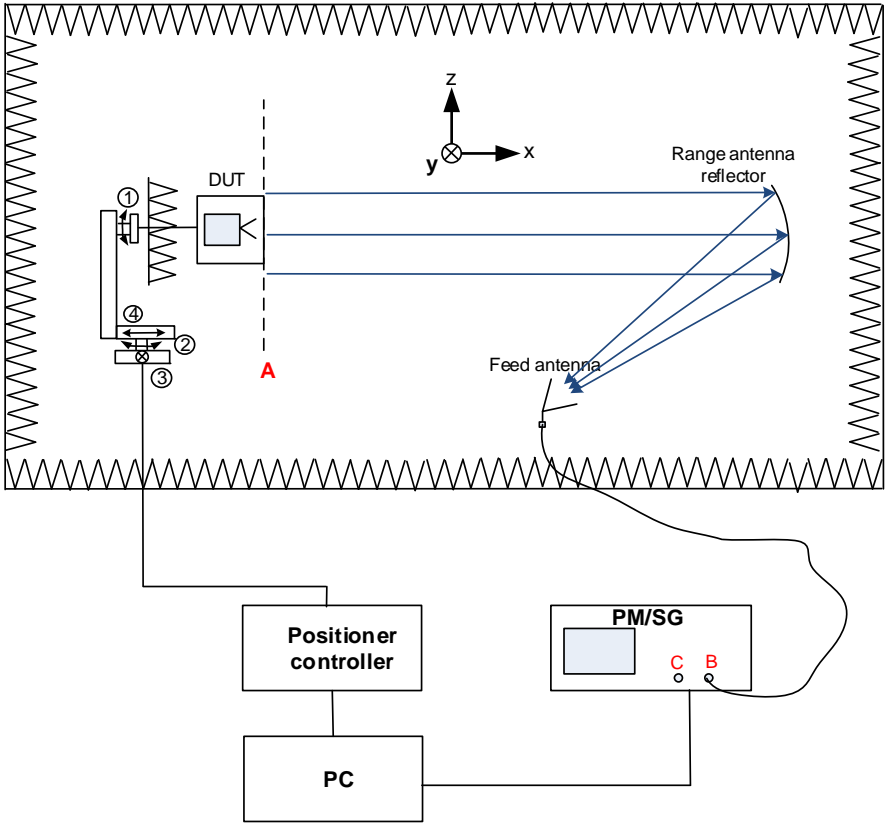 z
y
x
Range antenna
reflector
DUT
①
④
②
③
A
Feed antenna
Positioner
controller
PM/SG
C
B
PC